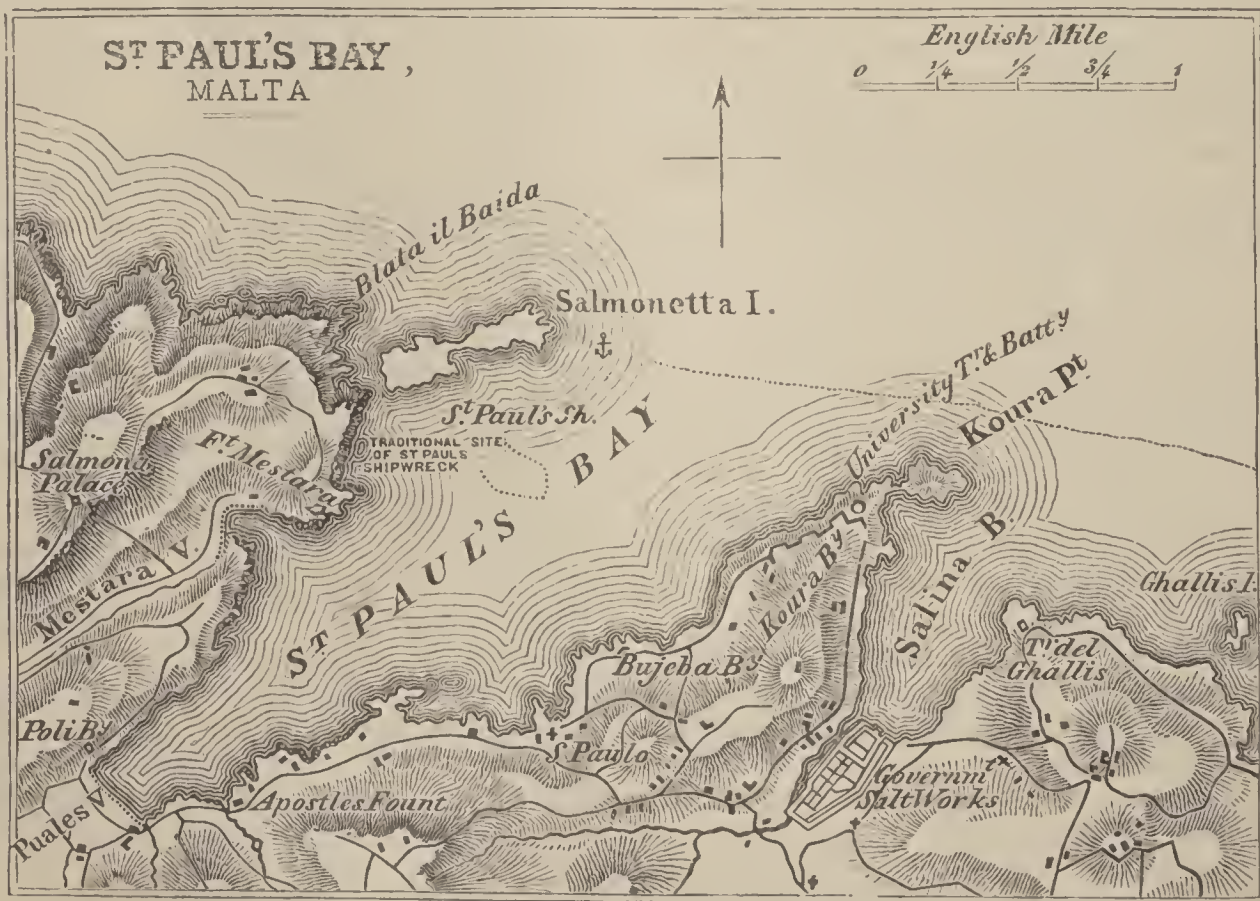 ST. PAUL'S BAY,
MALTA
English Mile
0 1/4 1/2 3/4 1
Blata il Baida
Salmonetta I.
University Tr. & Batty
Koura Pt
St. Paul's Sh.
TRADITIONAL SITE
OF ST PAULS
SHIPWRECK
Ft. Mestara
Salmona
Palace
Mestara V.
ST PAUL'S BAY
Koura By
Salina B.
Ghallis I.
Tr. del
Ghallis
Bujeba By
Poli By
S. Paulo
Apostles Fount
Governmt
Salt Works
Puales V.